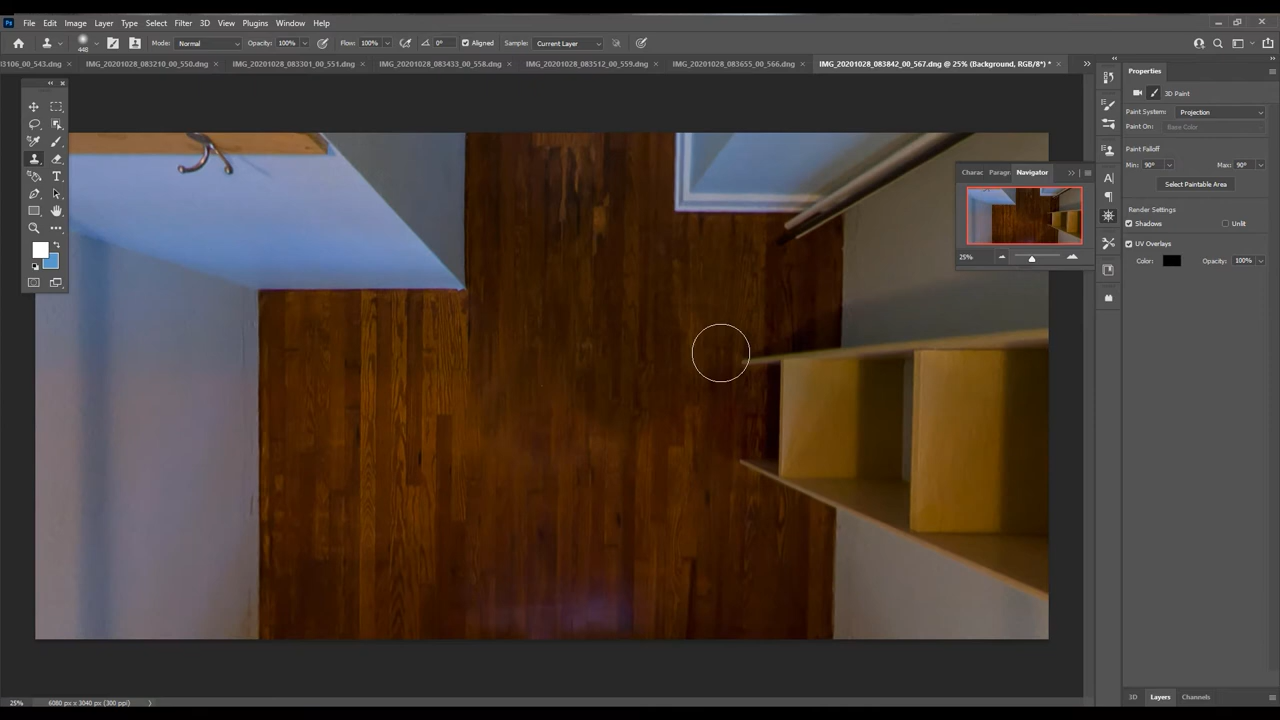 Ps File Edit Image Layer Type Select Filter 3D View Plugins Window Help
448 Mode: Normal Opacity: 100% Flow: 100% 0° Aligned Sample: Current Layer
3106_00_543.dng × IMG_20201028_083210_00_550.dng × IMG_20201028_083301_00_551.dng × IMG_20201028_083433_00_558.dng × IMG_20201028_083512_00_559.dng × IMG_20201028_083655_00_566.dng × IMG_20201028_083842_00_567.dng @ 25% (Background, RGB/8*) * ×
Properties
3D Paint
Paint System: Projection
Paint On: Base Color
Paint Falloff
Min: 90° Max: 90°
Select Paintable Area
Render Settings
Shadows Unlit
UV Overlays
Color: Opacity: 100%
Charac Paragr Navigator
25%
3D Layers Channels
25% 6080 px x 3040 px (300 ppi)